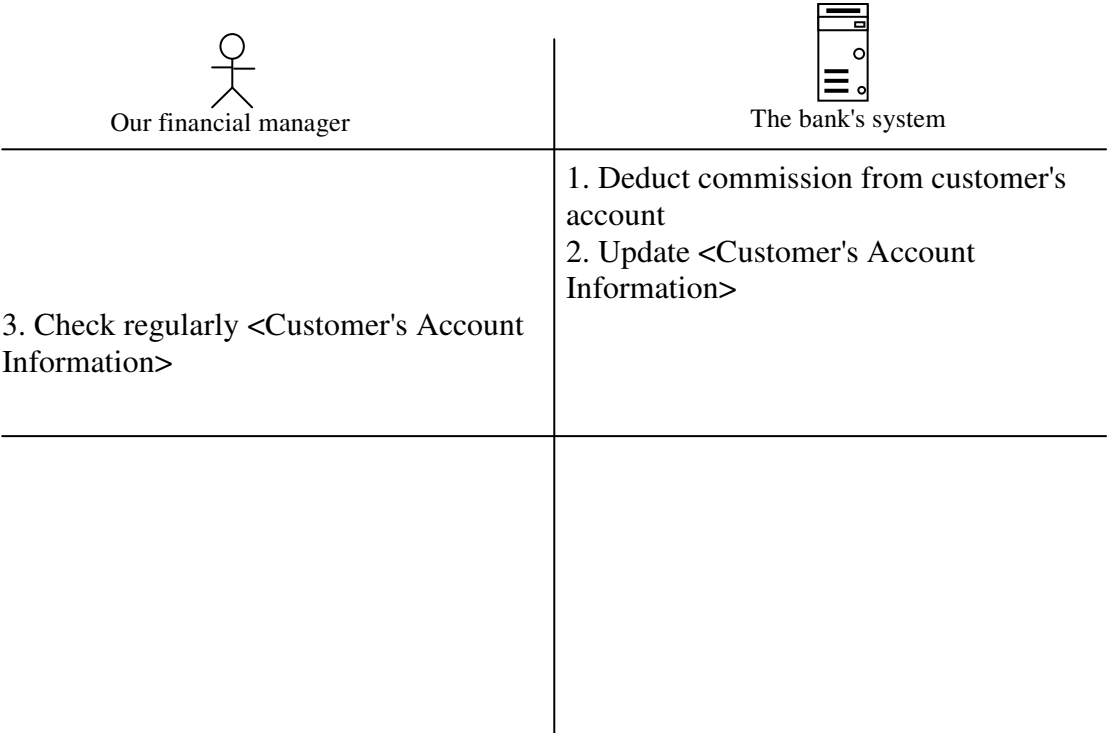 Our financial manager
The bank's system
1. Deduct commission from customer's
account
2. Update <Customer's Account
Information>
3. Check regularly <Customer's Account
Information>